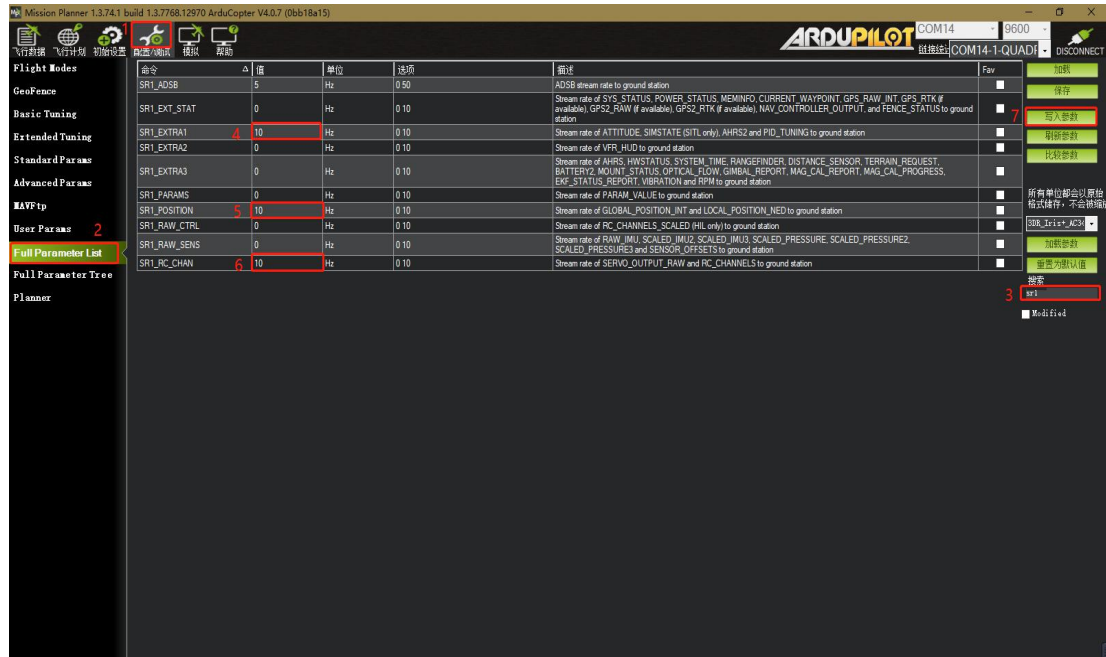 Mission Planner 1.3.74.1 build 1.3.7768.12970 ArduCopter V4.0.7 (0bb18a15)
飞行数据 飞行计划 初始设置 1 配置/调试 模拟 帮助
ARDUPILOT
COM14 9600
链接统计 COM14-1-QUADF DISCONNECT
Flight Modes
GeoFence
Basic Tuning
Extended Tuning
Standard Params
Advanced Params
MAVFtp
User Params 2
Full Parameter List
Full Parameter Tree
Planner
命令 值 单位 选项 描述 Fav
SR1_ADSB 5 Hz 0 50 ADSB stream rate to ground station
SR1_EXT_STAT 0 Hz 0 10 Stream rate of SYS_STATUS, POWER_STATUS, MEMINFO, CURRENT_WAYPOINT, GPS_RAW_INT, GPS_RTK (if
available), GPS2_RAW (if available), GPS2_RTK (if available), NAV_CONTROLLER_OUTPUT, and FENCE_STATUS to ground
station
SR1_EXTRA1 4 10 Hz 0 10 Stream rate of ATTITUDE, SIMSTATE (SITL only), AHRS2 and PID_TUNING to ground station
SR1_EXTRA2 0 Hz 0 10 Stream rate of VFR_HUD to ground station
SR1_EXTRA3 0 Hz 0 10 Stream rate of AHRS, HWSTATUS, SYSTEM_TIME, RANGEFINDER, DISTANCE_SENSOR, TERRAIN_REQUEST,
BATTERY2, MOUNT_STATUS, OPTICAL_FLOW, GIMBAL_REPORT, MAG_CAL_REPORT, MAG_CAL_PROGRESS,
EKF_STATUS_REPORT, VIBRATION and RPM to ground station
SR1_PARAMS 0 Hz 0 10 Stream rate of PARAM_VALUE to ground station
SR1_POSITION 5 10 Hz 0 10 Stream rate of GLOBAL_POSITION_INT and LOCAL_POSITION_NED to ground station
SR1_RAW_CTRL 0 Hz 0 10 Stream rate of RC_CHANNELS_SCALED (HIL only) to ground station
SR1_RAW_SENS 0 Hz 0 10 Stream rate of RAW_IMU, SCALED_IMU2, SCALED_IMU3, SCALED_PRESSURE, SCALED_PRESSURE2,
SCALED_PRESSURE3 and SENSOR_OFFSETS to ground station
SR1_RC_CHAN 6 10 Hz 0 10 Stream rate of SERVO_OUTPUT_RAW and RC_CHANNELS to ground station
加载
保存
7 写入参数
刷新参数
比较参数
所有单位都会以原始
格式储存，不会被缩
3DR_Iris+_AC34
加载参数
重置为默认值
搜索
3 sr1
Modified